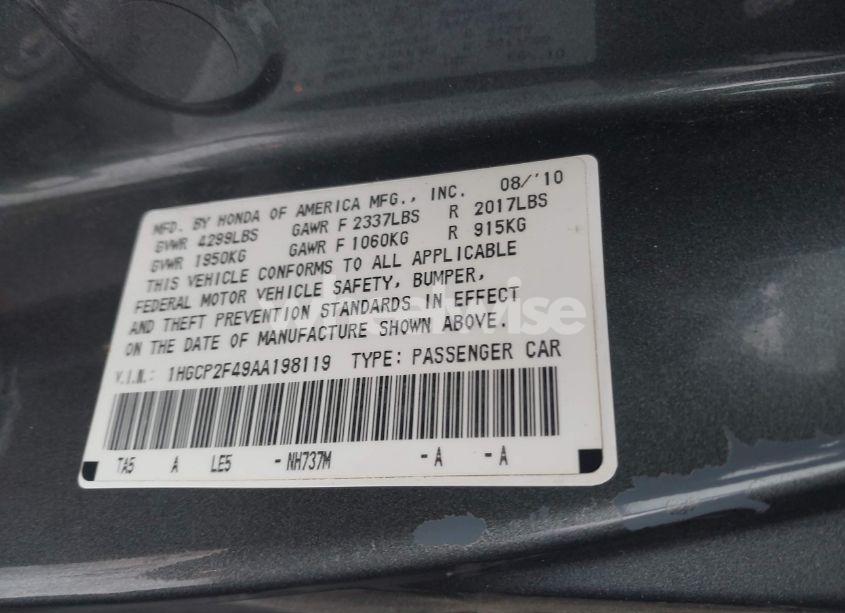 MFD. BY HONDA OF AMERICA MFG., INC. 08/'10
GVWR 4299LBS GAWR F 2337LBS R 2017LBS
GVWR 1950KG GAWR F 1060KG R 915KG
THIS VEHICLE CONFORMS TO ALL APPLICABLE
FEDERAL MOTOR VEHICLE SAFETY, BUMPER,
AND THEFT PREVENTION STANDARDS IN EFFECT
ON THE DATE OF MANUFACTURE SHOWN ABOVE.
V.I.N.: 1HGCP2F49AA198119 TYPE: PASSENGER CAR
TA5 A LE5 - NH737M - A - A